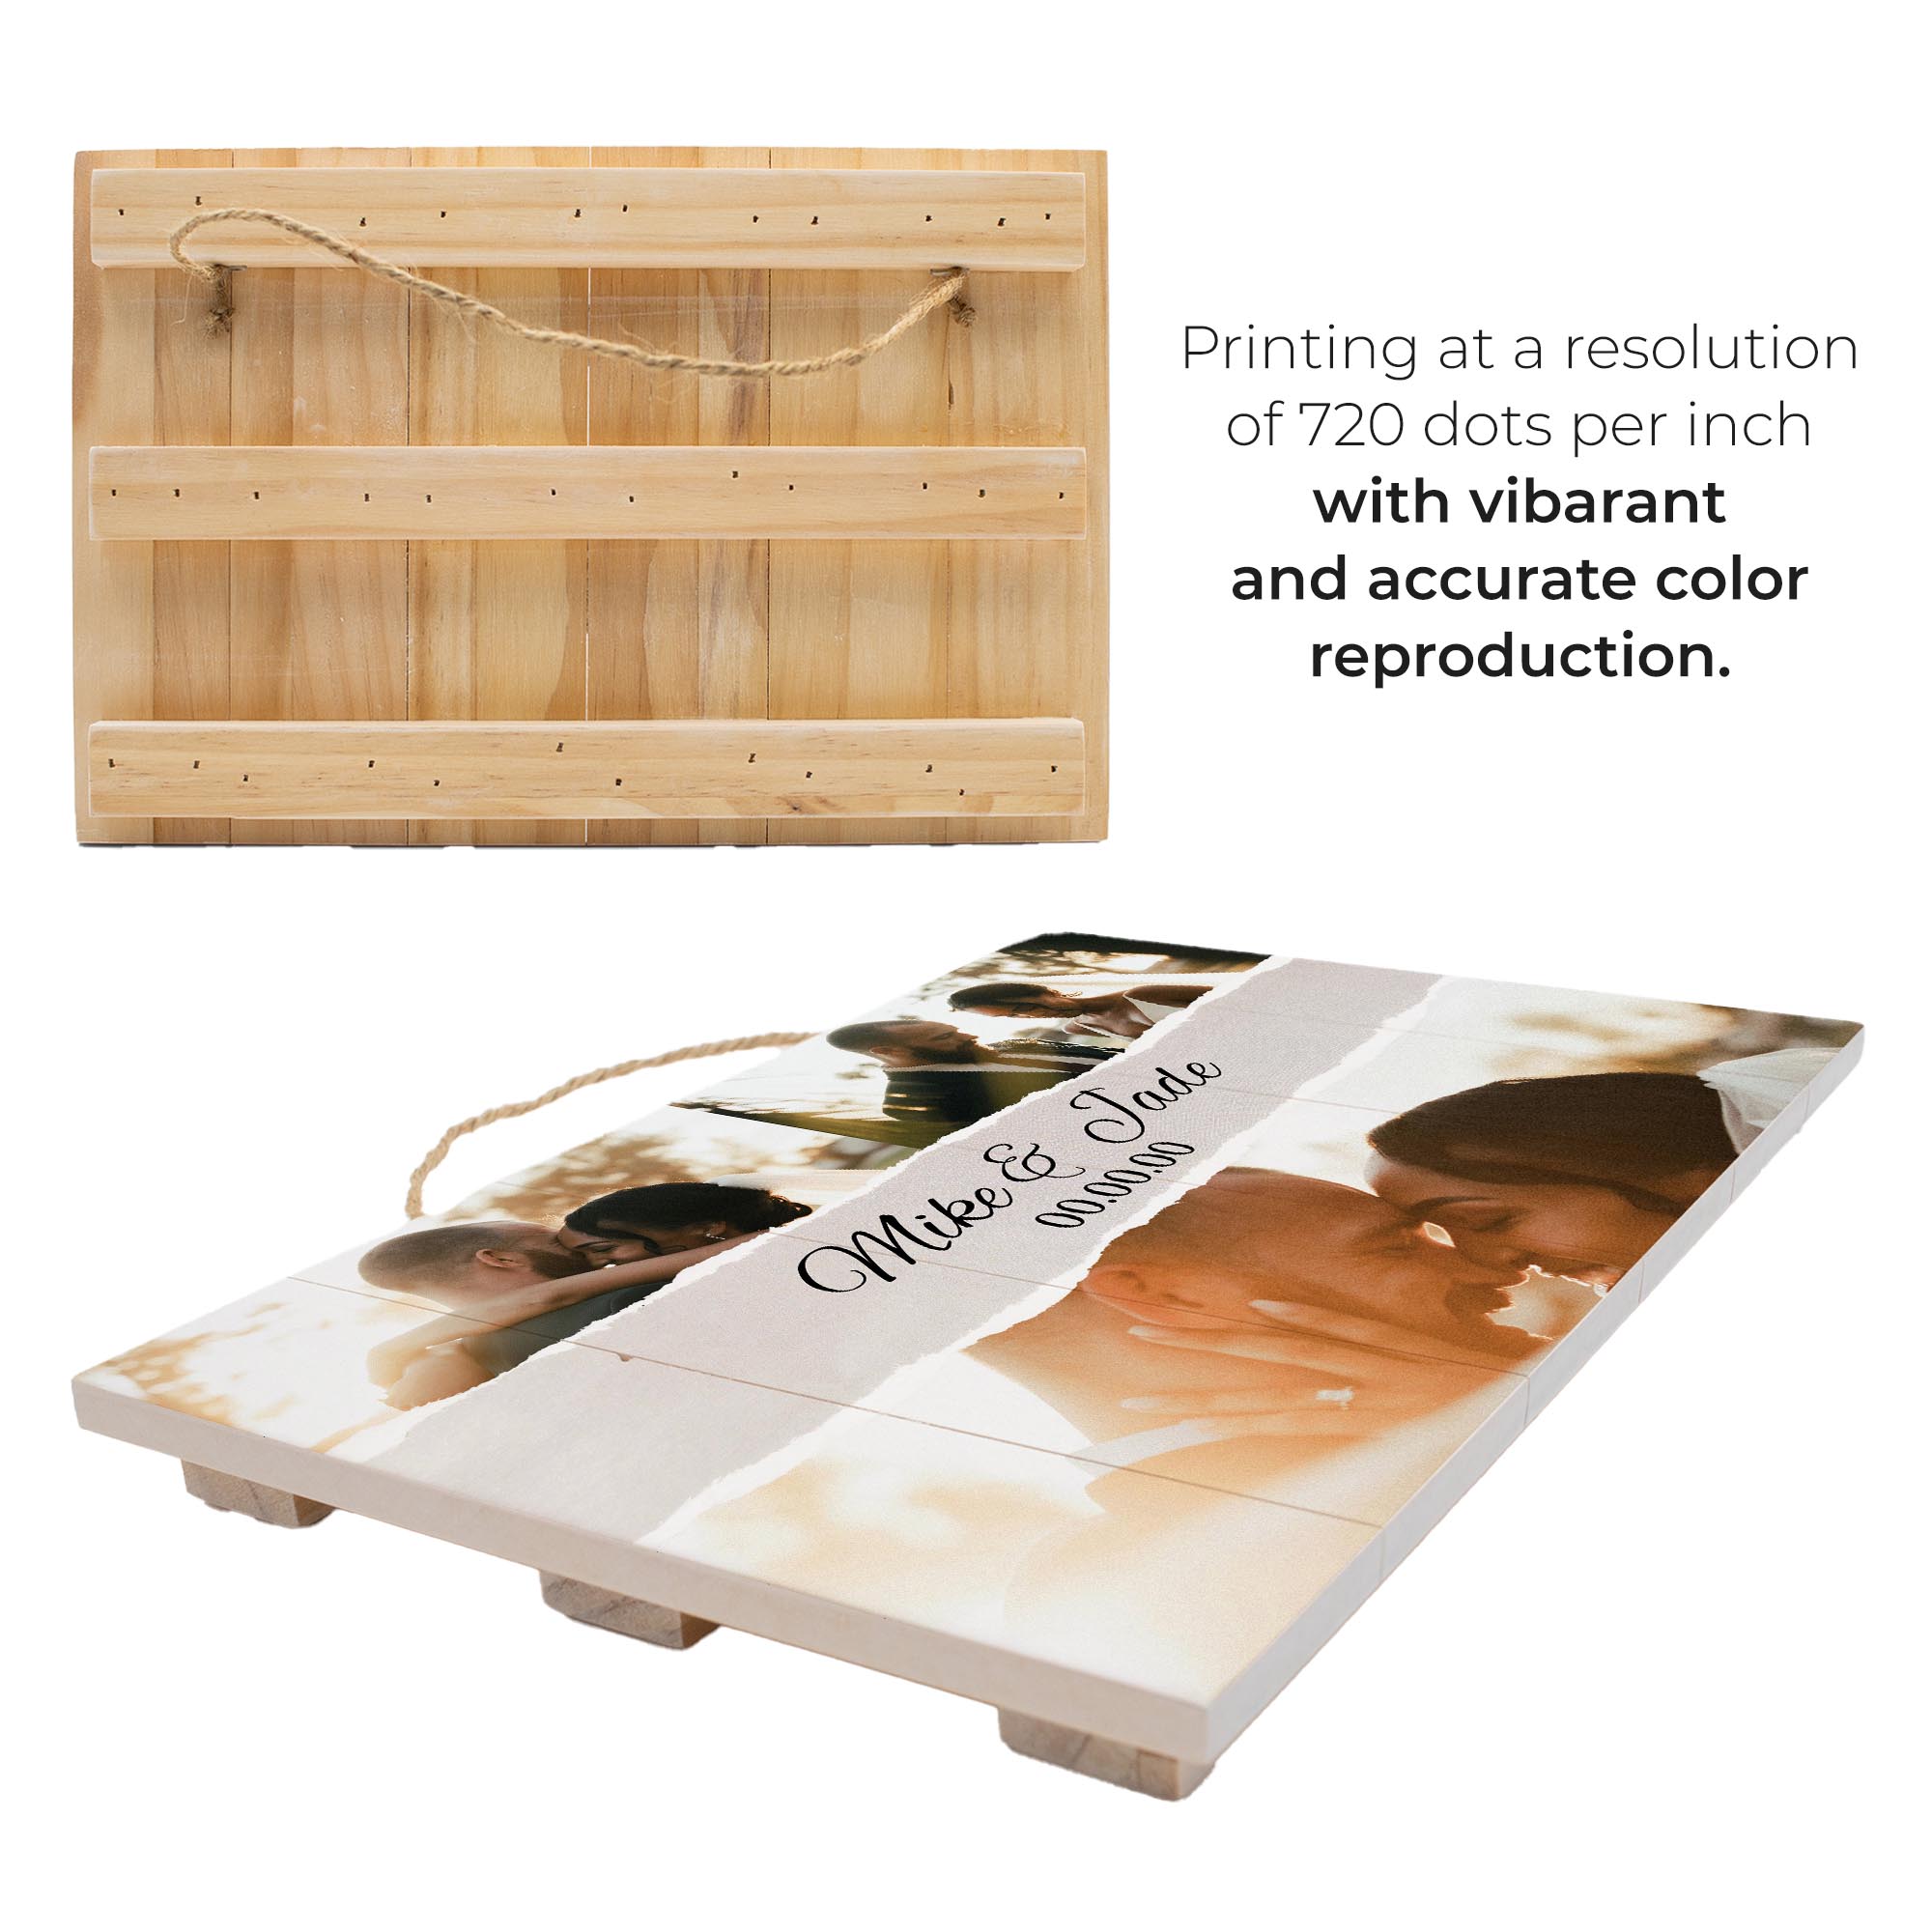 Printing at a resolution
of 720 dots per inch
with vibarant
and accurate color
reproduction.
Mike & Jade
00.00.00